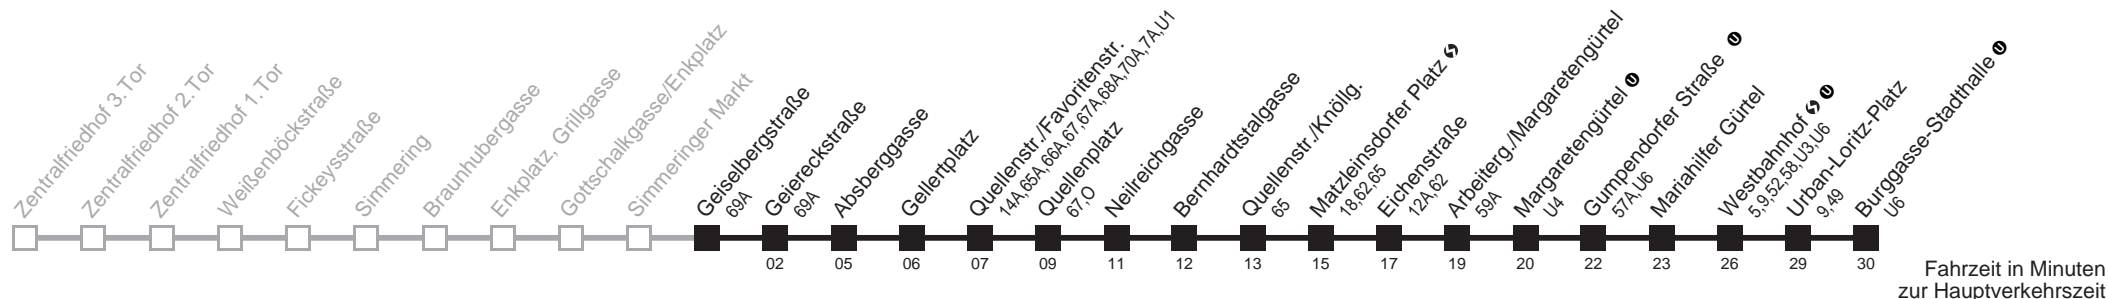 Zentralfriedhof 3.Tor
Zentralfriedhof 2.Tor
Zentralfriedhof 1.Tor
Weißenböckstraße
Fickeysstraße
Simmering
Braunhubergasse
Enkplatz, Grillgasse
Gottschalkgasse/Enkplatz
Simmeringer Markt
Geiselbergstraße
69A
Geiereckstraße
69A
Absberggasse
Gellertplatz
Quellenstr./Favoritenstr.
14A,65A,66A,67,67A,68A,70A,7A,U1
Quellenplatz
67,O
Neilreichgasse
Bernhardtstalgasse
Quellenstr./Knöllg.
65
Matzleinsdorfer Platz
18,62,65
Eichenstraße
12A,62
Arbeiterg./Margaretengürtel
59A
Margaretengürtel U
U4
Gumpendorfer Straße U
57A,U6
Mariahilfer Gürtel
Westbahnhof U
5,9,52,58,U3,U6
Urban-Loritz-Platz
9,49
Burggasse-Stadthalle U
U6
02 05 06 07 09 11 12 13 15 17 19 20 22 23 26 29 30
Fahrzeit in Minuten
zur Hauptverkehrszeit